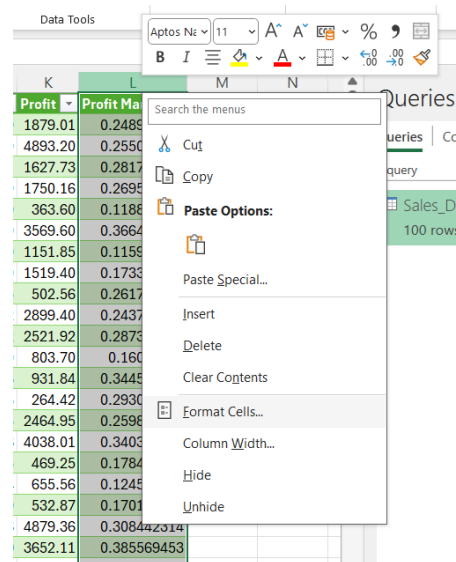 Data Tools
Aptos Na 11
K L M N
Queries
Profit Profit Ma
Search the menus
1879.01 0.2489
4893.20 0.2550
1627.73 0.2817
1750.16 0.2695
363.60 0.1188
3569.60 0.3664
1151.85 0.1159
1519.40 0.1733
502.56 0.2617
2899.40 0.2437
2521.92 0.2873
803.70 0.160
931.84 0.3445
264.42 0.2930
2464.95 0.2598
4038.01 0.3403
469.25 0.1784
655.56 0.1245
532.87 0.1701
4879.36 0.308442314
3652.11 0.385569453
Cut
Copy
Paste Options:
Paste Special...
Insert
Delete
Clear Contents
Format Cells...
Column Width...
Hide
Unhide
ueries Co
query
Sales_D
100 rows